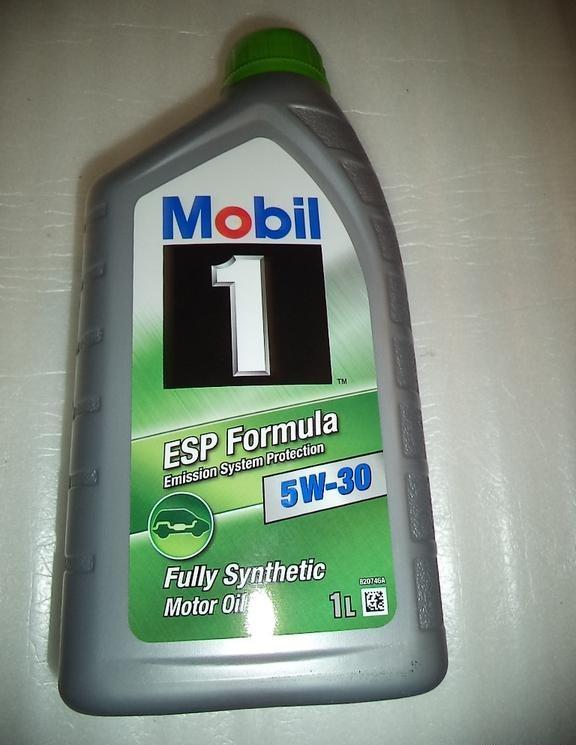 Mobil
1
TM
ESP Formula
Emission System Protection
5W-30
Fully Synthetic
Motor Oil
820746A
1L